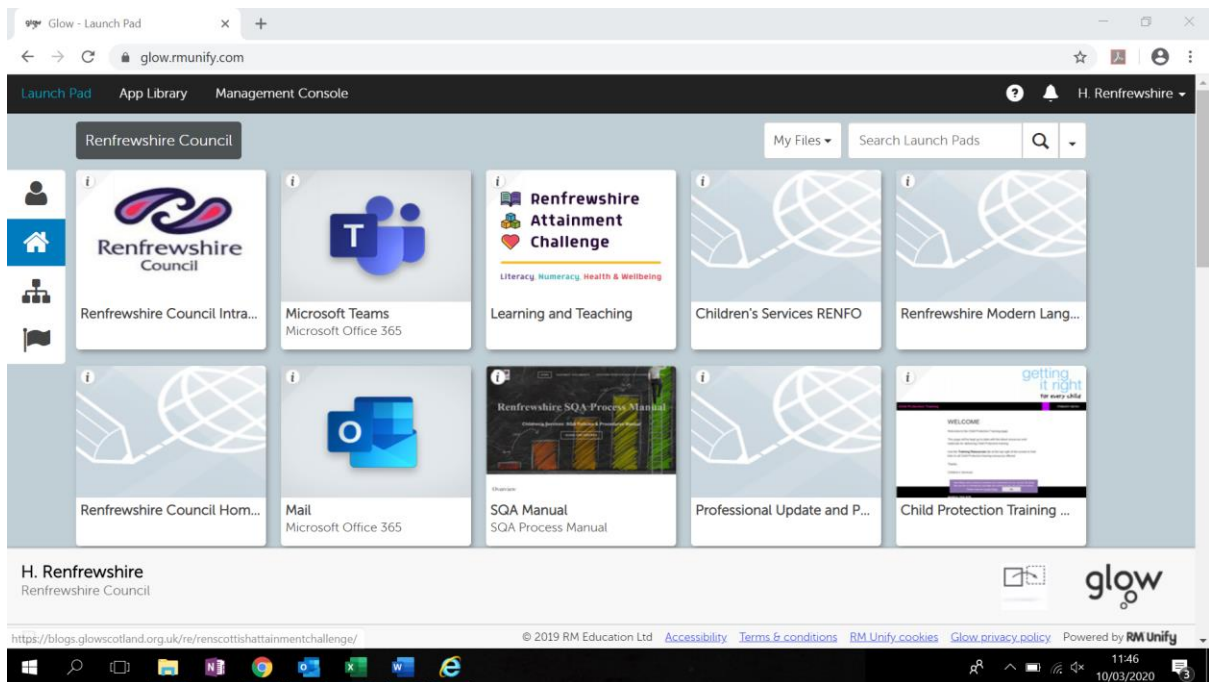 glow Glow - Launch Pad
glow.rmunify.com
Launch Pad App Library Management Console H. Renfrewshire
Renfrewshire Council My Files Search Launch Pads
Renfrewshire
Council
Renfrewshire Council Intra...
T
Microsoft Teams
Microsoft Office 365
Renfrewshire
Attainment
Challenge
Literacy, Numeracy, Health & Wellbeing
Learning and Teaching
Children's Services RENFO
Renfrewshire Modern Lang...
Renfrewshire Council Hom...
O
Mail
Microsoft Office 365
Renfrewshire SQA Process Manual
Overview
SQA Manual
SQA Process Manual
Professional Update and P...
getting
it right
for every child
WELCOME
Child Protection Training ...
H. Renfrewshire
Renfrewshire Council
glow
https://blogs.glowscotland.org.uk/re/renscottishattainmentchallenge/ © 2019 RM Education Ltd Accessibility Terms & conditions RM Unify cookies Glow privacy policy Powered by RM Unify
11:46
10/03/2020
3